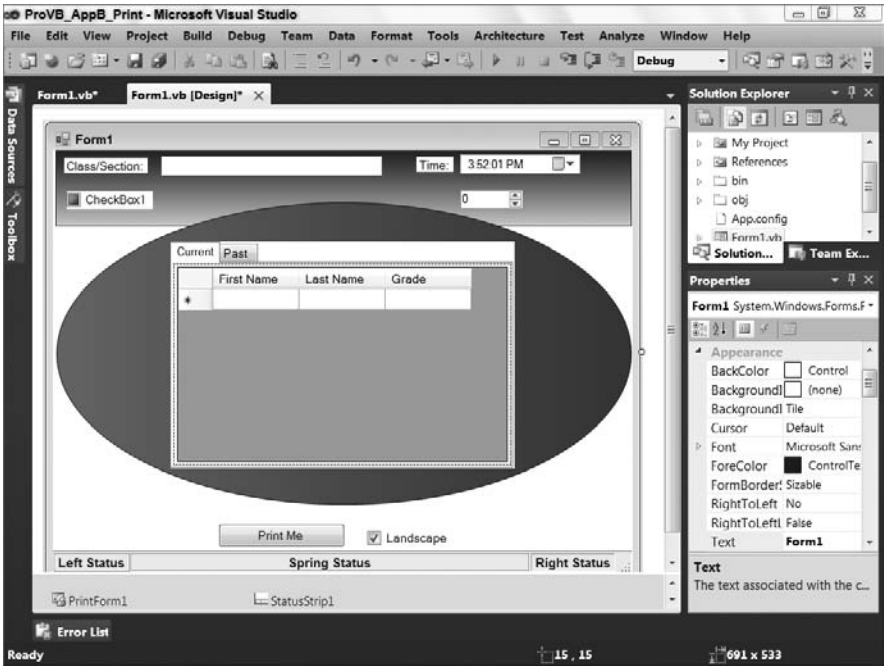 ProVB_AppB_Print - Microsoft Visual Studio
File Edit View Project Build Debug Team Data Format Tools Architecture Test Analyze Window Help
Debug
Data Sources
Toolbox
Form1.vb*
Form1.vb [Design]*
Form1
Class/Section:
Time:
3:52:01 PM
CheckBox1
0
Current
Past
First Name
Last Name
Grade
Print Me
Landscape
Left Status
Spring Status
Right Status
PrintForm1
StatusStrip1
Solution Explorer
My Project
References
bin
obj
App.config
Form1.vb
Solution...
Team Ex...
Properties
Form1 System.Windows.Forms.F
Appearance
BackColor Control
Backgroundl (none)
Backgroundl Tile
Cursor Default
Font Microsoft Sans
ForeColor ControlTe
FormBorderS Sizable
RightToLeft No
RightToLeftL False
Text Form1
Text
The text associated with the c...
Error List
Ready
15 , 15
691 x 533